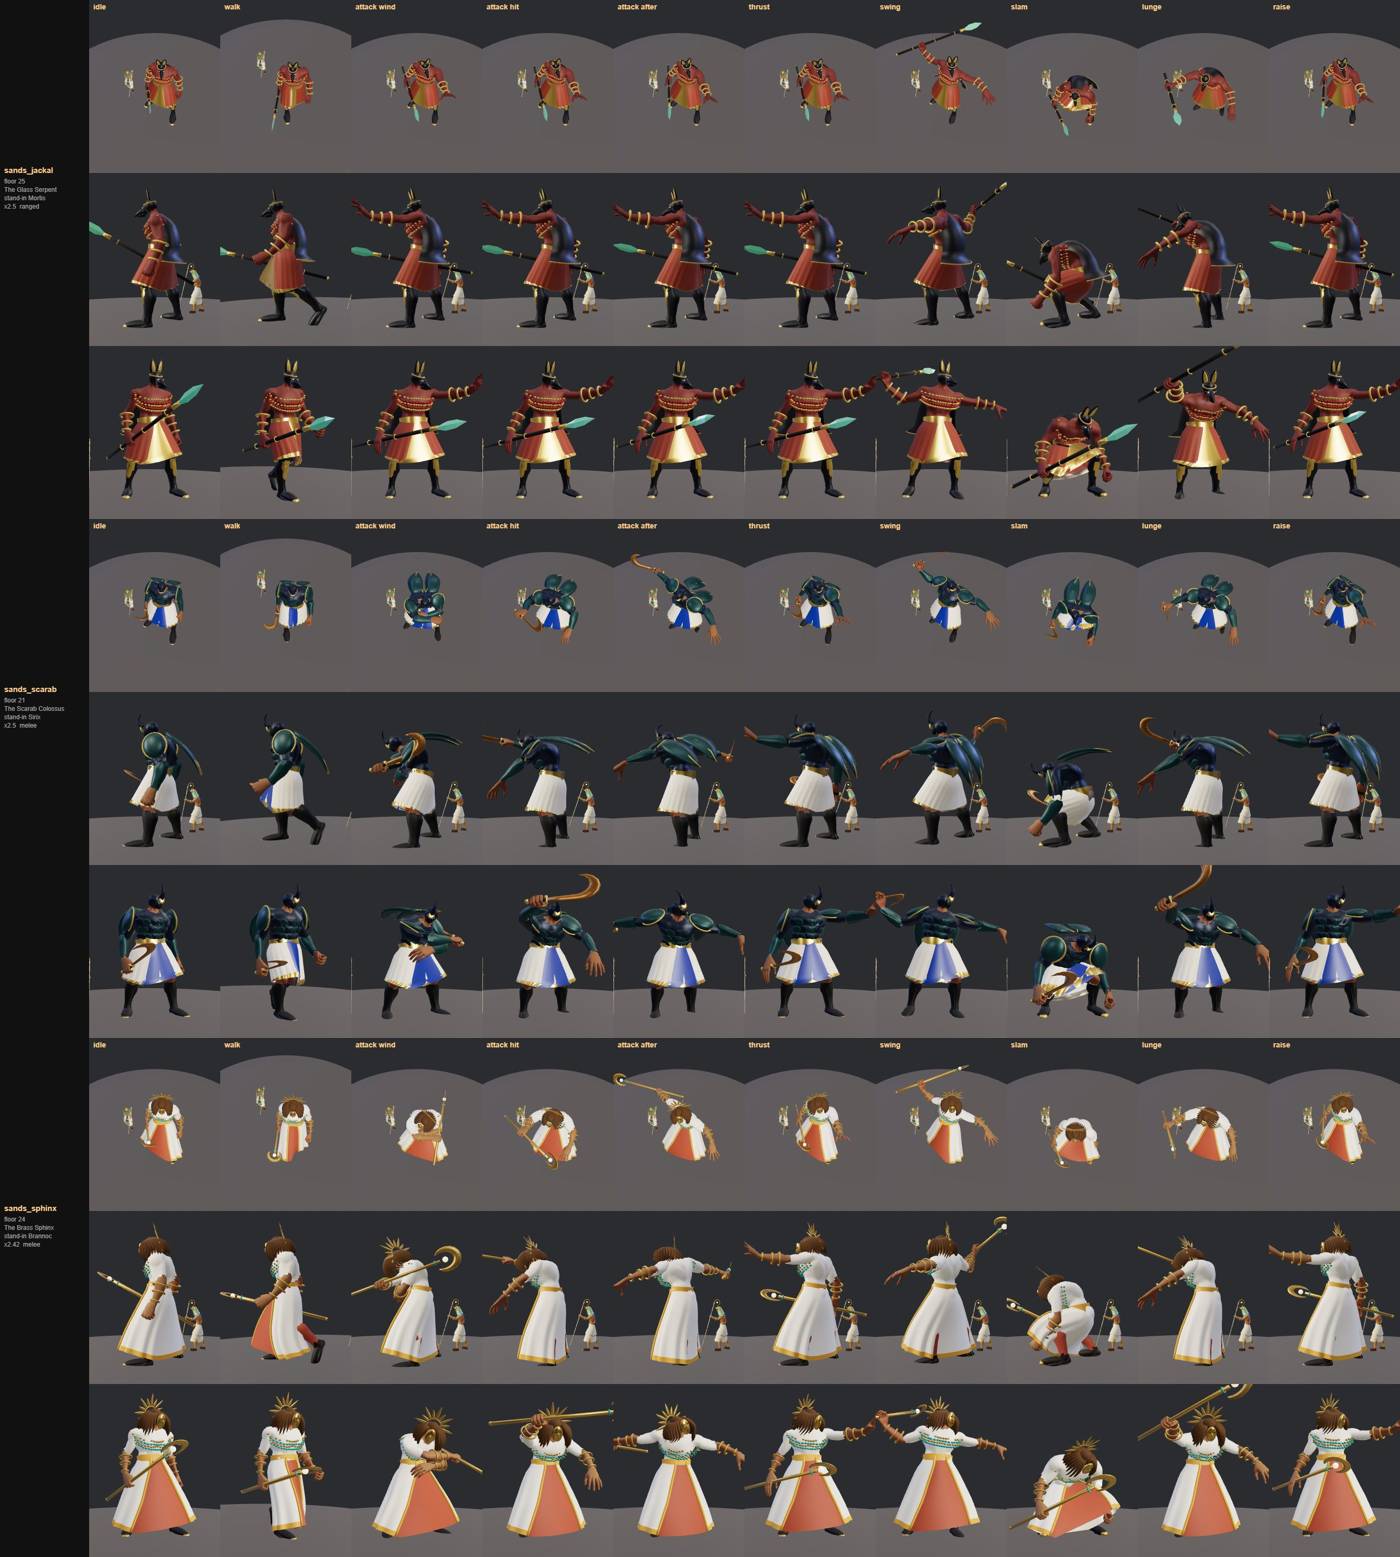 idle walk attack wind attack hit attack after thrust swing slam lunge raise
sands_jackal
floor 25
The Glass Serpent
stand-in Mortis
x2.5 ranged
idle walk attack wind attack hit attack after thrust swing slam lunge raise
sands_scarab
floor 21
The Scarab Colossus
stand-in Sirix
x2.5 melee
idle walk attack wind attack hit attack after thrust swing slam lunge raise
sands_sphinx
floor 24
The Brass Sphinx
stand-in Brannoc
x2.42 melee